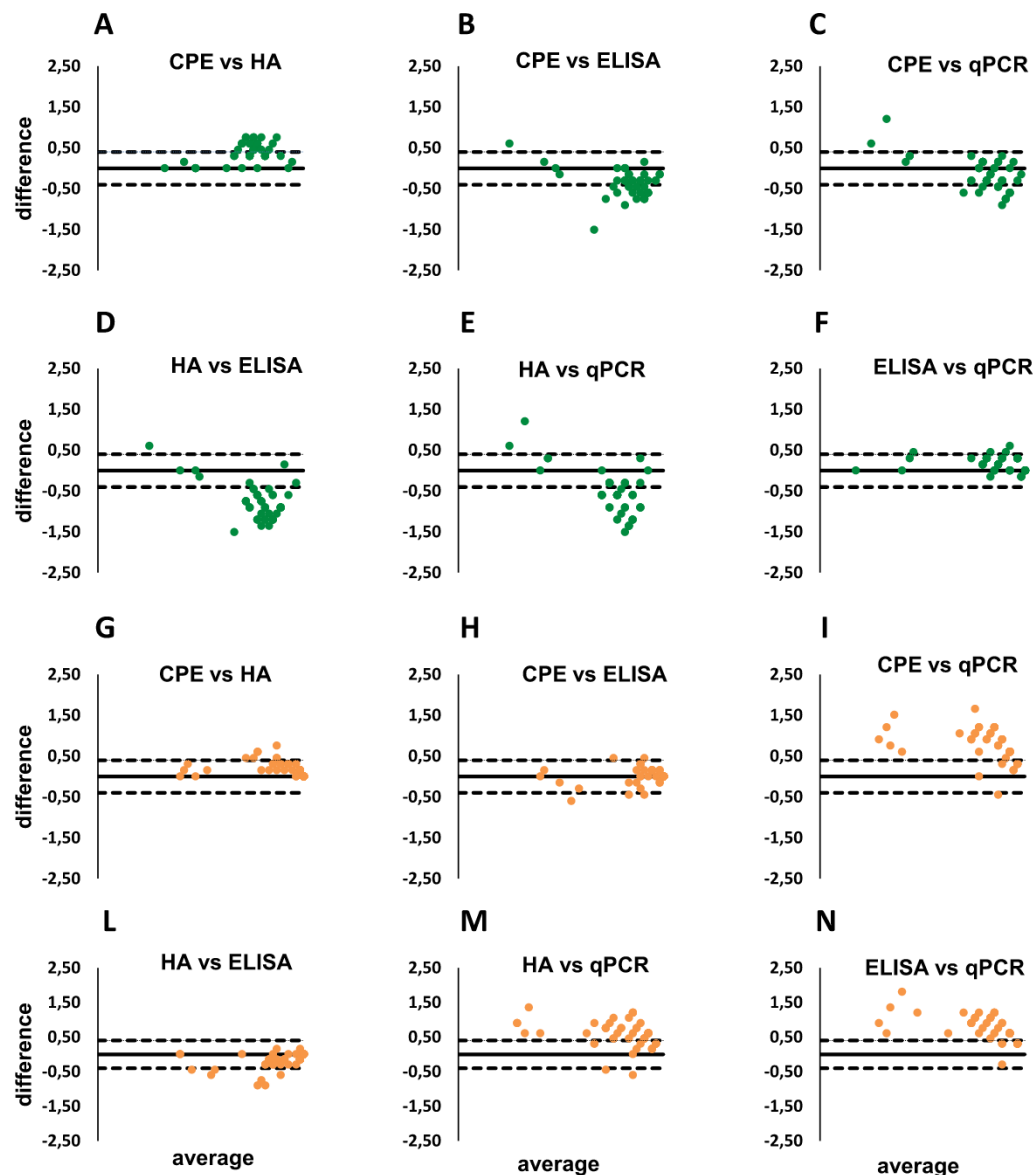 A B C
CPE vs HA CPE vs ELISA CPE vs qPCR
2,50 2,50 2,50
1,50 1,50 1,50
0,50 0,50 0,50
-0,50 -0,50 -0,50
-1,50 -1,50 -1,50
-2,50 -2,50 -2,50
difference
D E F
HA vs ELISA HA vs qPCR ELISA vs qPCR
2,50 2,50 2,50
1,50 1,50 1,50
0,50 0,50 0,50
-0,50 -0,50 -0,50
-1,50 -1,50 -1,50
-2,50 -2,50 -2,50
difference
G H I
CPE vs HA CPE vs ELISA CPE vs qPCR
2,50 2,50 2,50
1,50 1,50 1,50
0,50 0,50 0,50
-0,50 -0,50 -0,50
-1,50 -1,50 -1,50
-2,50 -2,50 -2,50
difference
L M N
HA vs ELISA HA vs qPCR ELISA vs qPCR
2,50 2,50 2,50
1,50 1,50 1,50
0,50 0,50 0,50
-0,50 -0,50 -0,50
-1,50 -1,50 -1,50
-2,50 -2,50 -2,50
difference
average average average